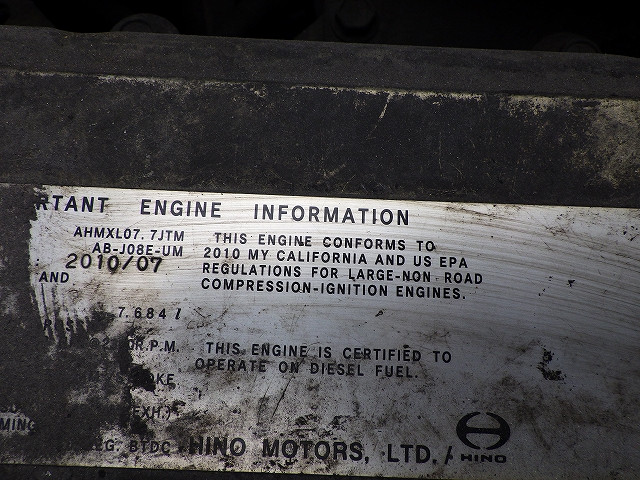 RTANT ENGINE INFORMATION
AHMXL07.7JTM
AB-J08E-UM
2010/07
AND
THIS ENGINE CONFORMS TO
2010 MY CALIFORNIA AND US EPA
REGULATIONS FOR LARGE-NON-ROAD
COMPRESSION-IGNITION ENGINES.
7.684 l
R.P.M.
THIS ENGINE IS CERTIFIED TO
OPERATE ON DIESEL FUEL.
KE
EXH.)
MING
G. BTDC
HINO MOTORS, LTD./
HINO